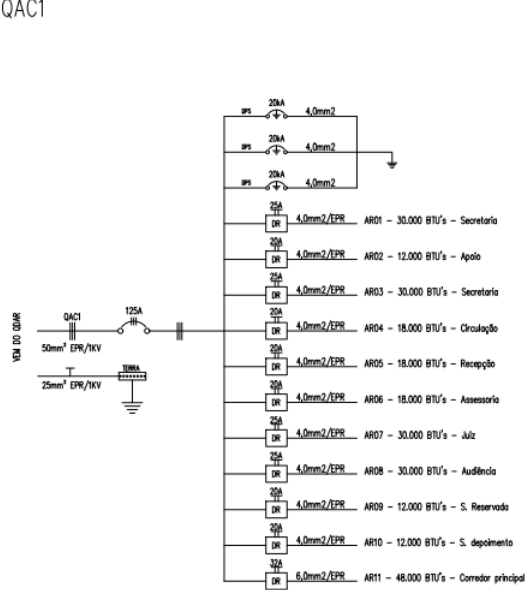 QAC1
20kA
DPS 4,0mm2
20kA
DPS 4,0mm2
20kA
DPS 4,0mm2
25A
DR 4,0mm2/EPR AR01 - 30.000 BTU's - Secretaria
20A
DR 4,0mm2/EPR AR02 - 12.000 BTU's - Apoio
25A
DR 4,0mm2/EPR AR03 - 30.000 BTU's - Secretaria
20A
DR 4,0mm2/EPR AR04 - 18.000 BTU's - Circulação
20A
DR 4,0mm2/EPR AR05 - 18.000 BTU's - Recepção
20A
DR 4,0mm2/EPR AR06 - 18.000 BTU's - Assessoria
25A
DR 4,0mm2/EPR AR07 - 30.000 BTU's - Juiz
25A
DR 4,0mm2/EPR AR08 - 30.000 BTU's - Audiência
20A
DR 4,0mm2/EPR AR09 - 12.000 BTU's - S. Reservada
20A
DR 4,0mm2/EPR AR10 - 12.000 BTU's - S. depoimento
32A
DR 6,0mm2/EPR AR11 - 48.000 BTU's - Corredor principal
VEM DO QDAR
QAC1
125A
50mm² EPR/1KV
TERRA
25mm² EPR/1KV